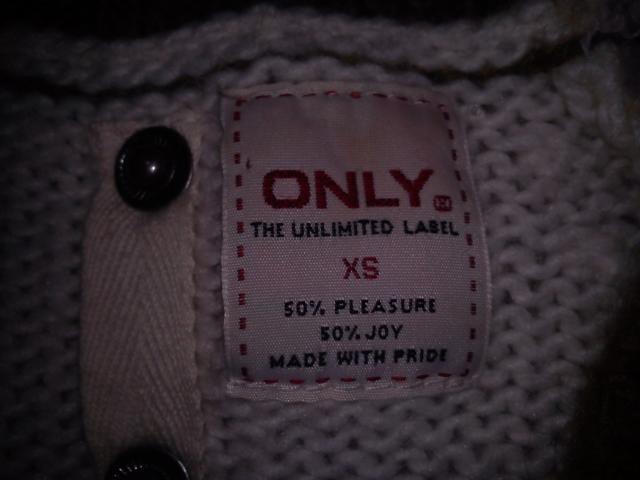 ONLY
THE UNLIMITED LABEL
XS
50% PLEASURE
50% JOY
MADE WITH PRIDE